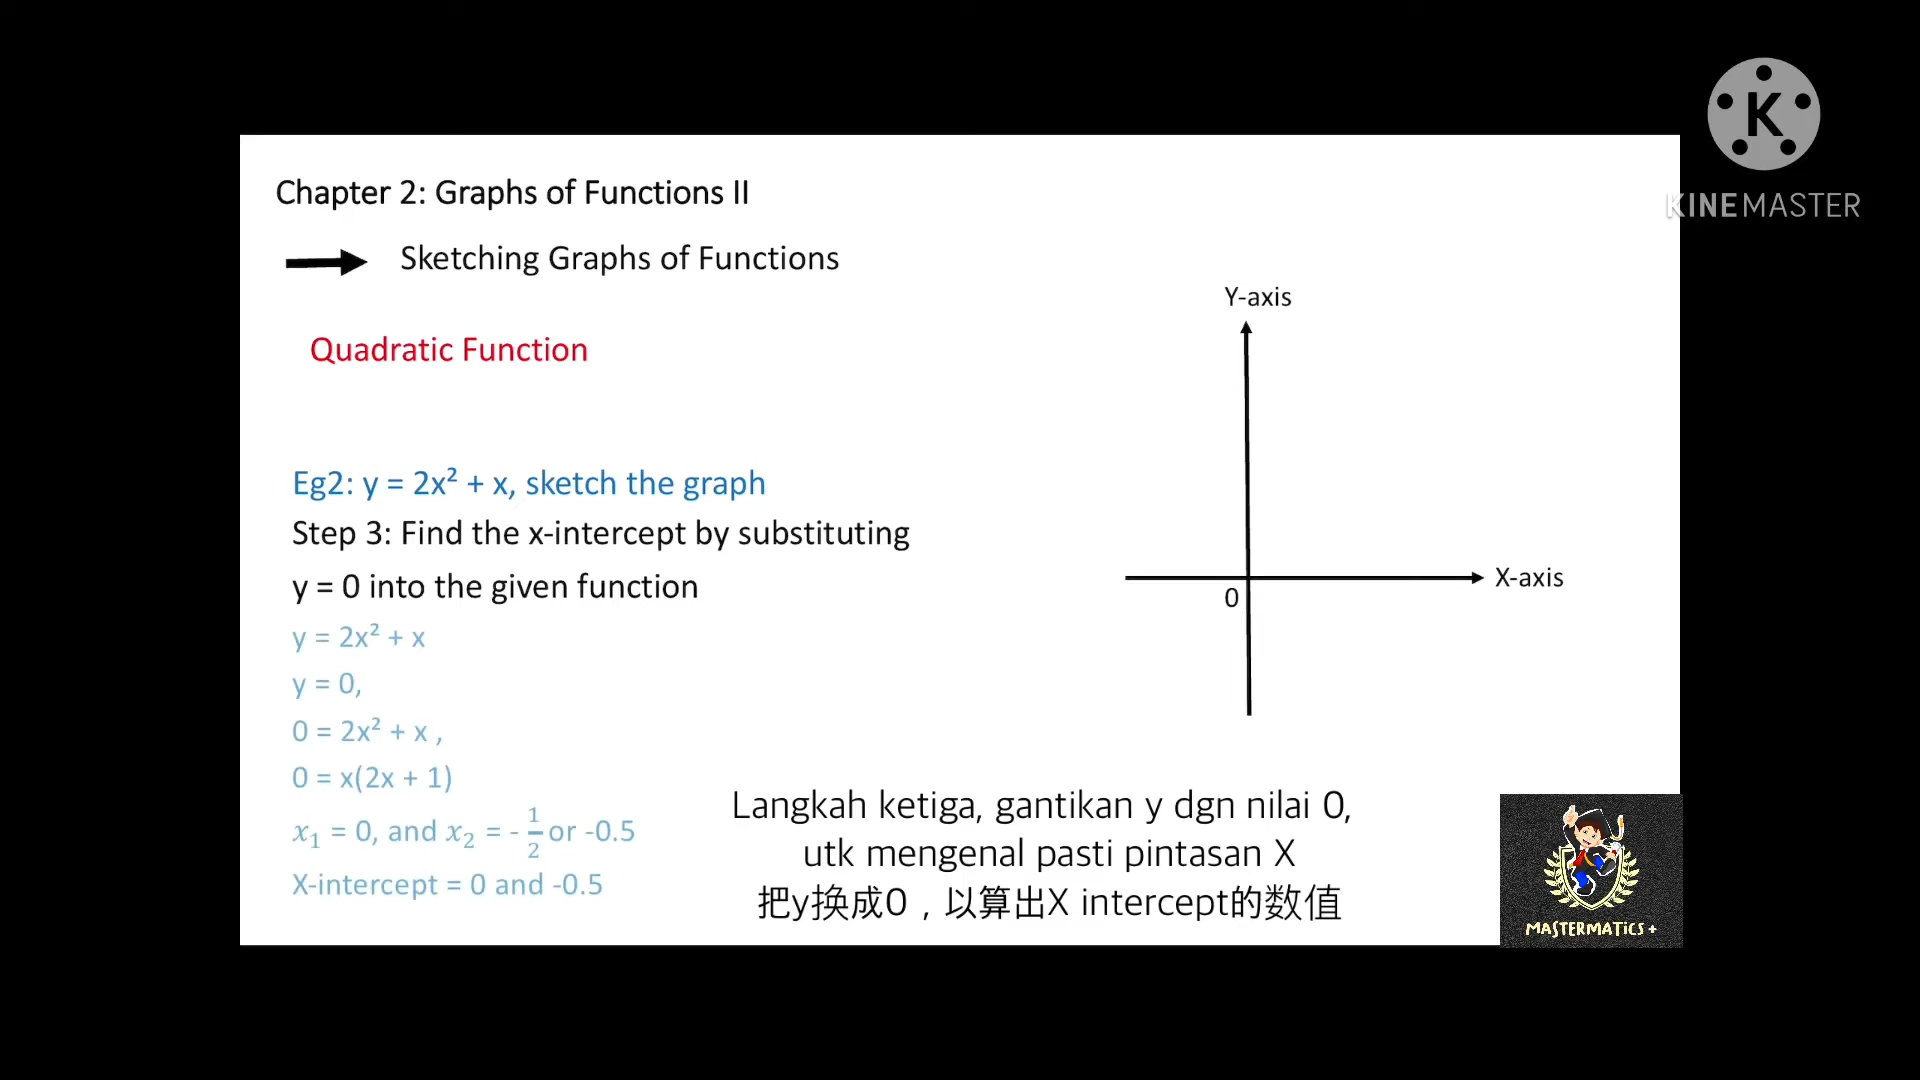 K
KINEMASTER
Chapter 2: Graphs of Functions II
Sketching Graphs of Functions
Quadratic Function
Eg2: y = 2x² + x, sketch the graph
Step 3: Find the x-intercept by substituting
y = 0 into the given function
y = 2x² + x
y = 0,
0 = 2x² + x ,
0 = x(2x + 1)
x₁ = 0, and x₂ = - 1/2 or -0.5
X-intercept = 0 and -0.5
Y-axis
X-axis
0
Langkah ketiga, gantikan y dgn nilai 0,
utk mengenal pasti pintasan X
把y换成0，以算出X intercept的数值
MASTERMATiCS +